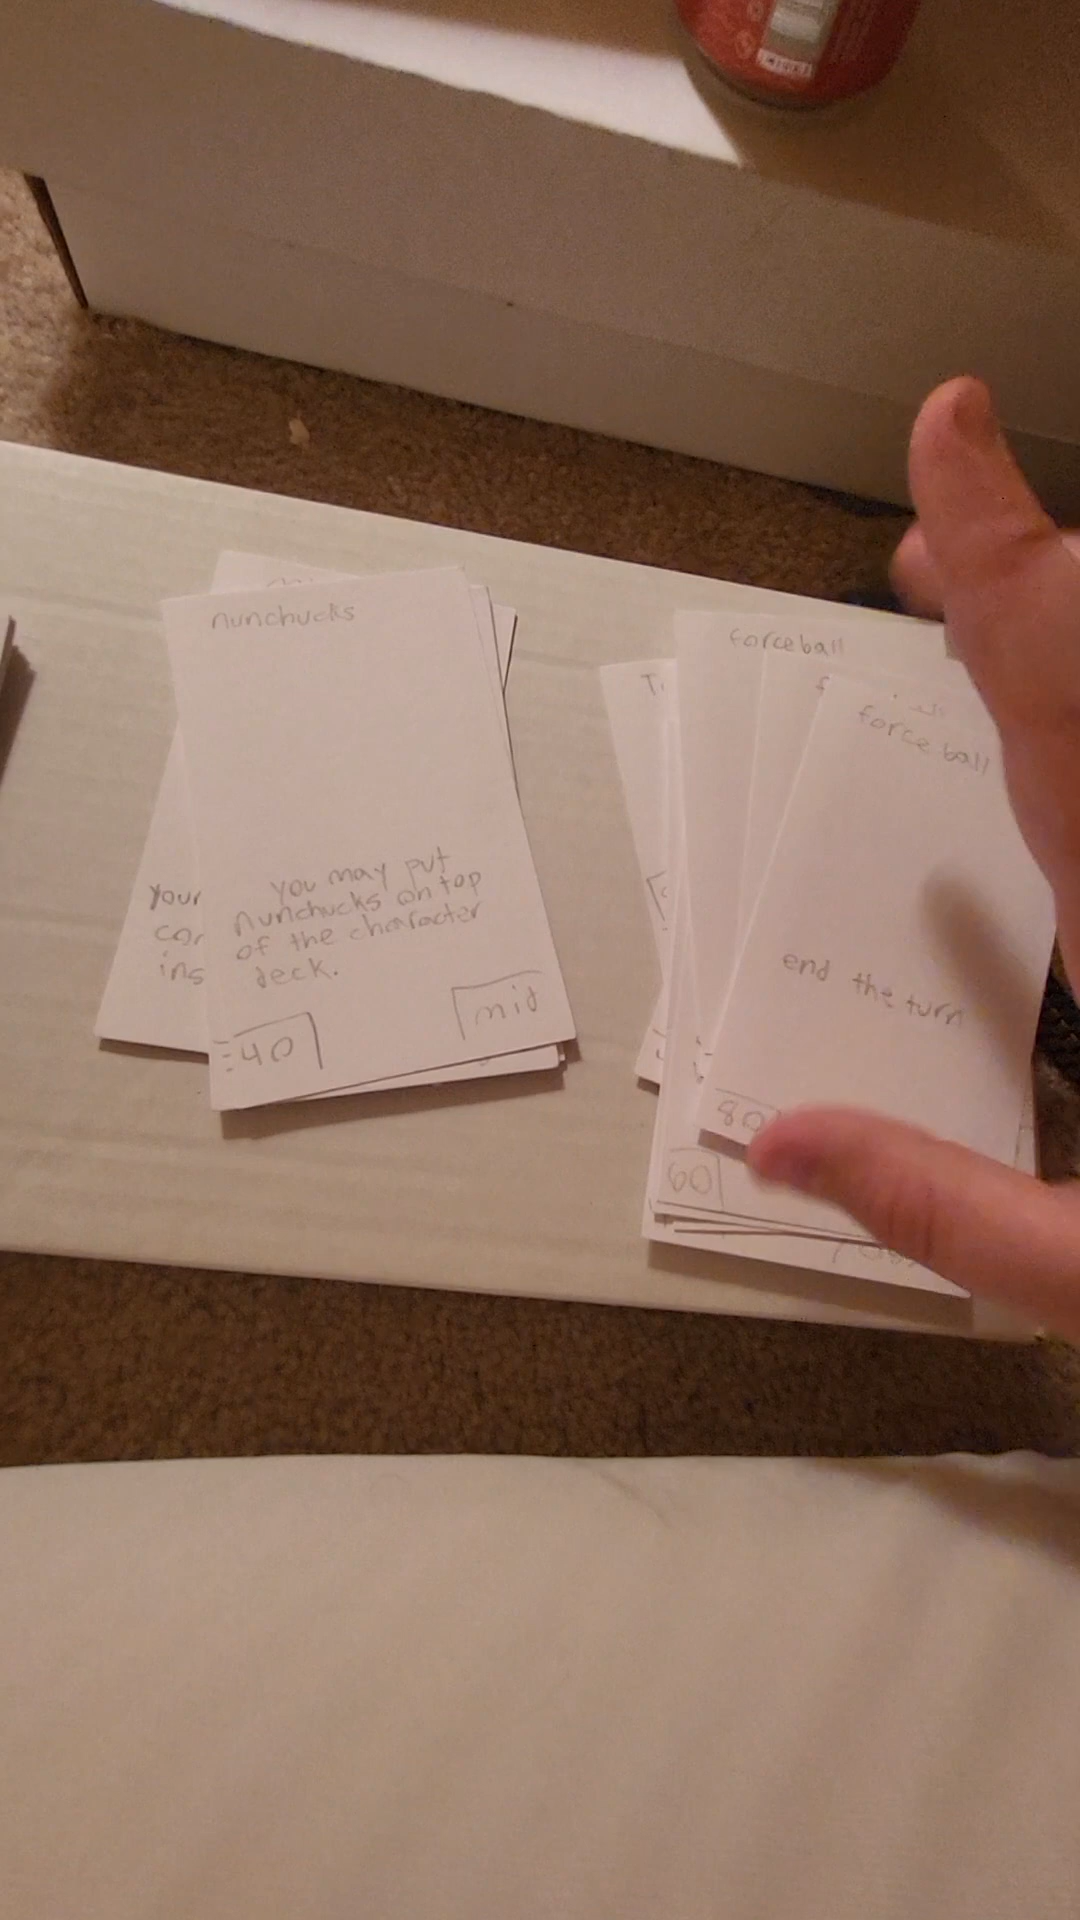 nunchucks
you may put
nunchucks on top
of the character
deck.
40
mid
your
ins
forceball
force ball
end the turn
80
60